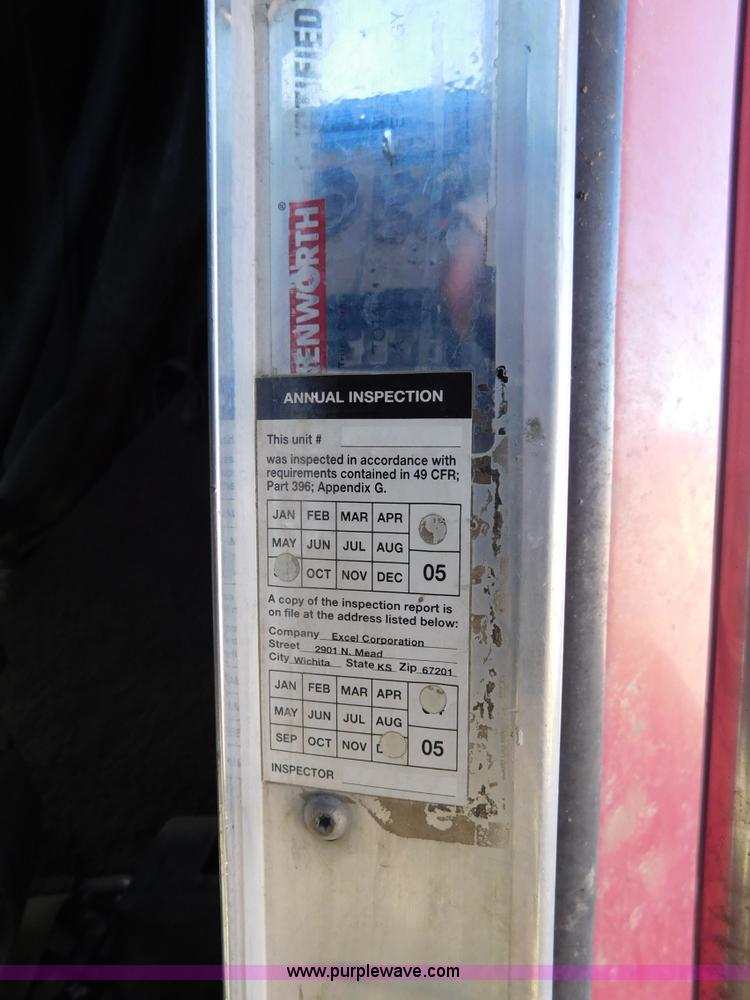 TIFIED
ENWORTH
®
ANNUAL INSPECTION
This unit #
was inspected in accordance with
requirements contained in 49 CFR;
Part 396; Appendix G.
JAN FEB MAR APR
MAY JUN JUL AUG
OCT NOV DEC 05
A copy of the inspection report is
on file at the address listed below:
Company Excel Corporation
Street 2901 N. Mead
City Wichita State KS Zip 67201
JAN FEB MAR APR
MAY JUN JUL AUG
SEP OCT NOV D 05
INSPECTOR
www.purplewave.com